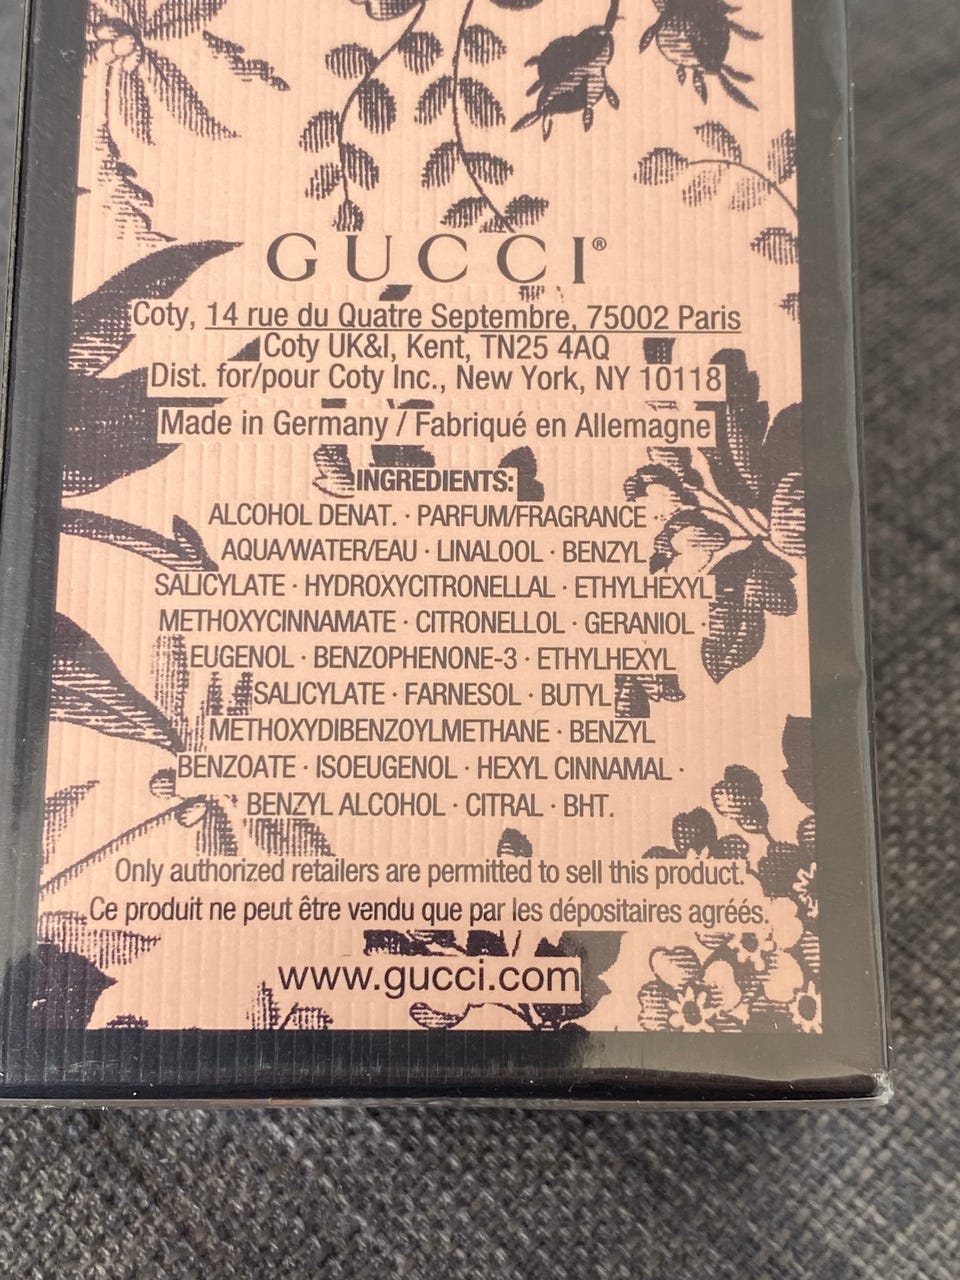 GUCCI®
Coty, 14 rue du Quatre Septembre, 75002 Paris
Coty UK&I, Kent, TN25 4AQ
Dist. for/pour Coty Inc., New York, NY 10118
Made in Germany / Fabriqué en Allemagne
INGREDIENTS:
ALCOHOL DENAT. · PARFUM/FRAGRANCE ·
AQUA/WATER/EAU · LINALOOL · BENZYL
SALICYLATE · HYDROXYCITRONELLAL · ETHYLHEXYL
METHOXYCINNAMATE · CITRONELLOL · GERANIOL ·
EUGENOL · BENZOPHENONE-3 · ETHYLHEXYL
SALICYLATE · FARNESOL · BUTYL
METHOXYDIBENZOYLMETHANE · BENZYL
BENZOATE · ISOEUGENOL · HEXYL CINNAMAL ·
BENZYL ALCOHOL · CITRAL · BHT.
Only authorized retailers are permitted to sell this product.
Ce produit ne peut être vendu que par les dépositaires agréés.
www.gucci.com